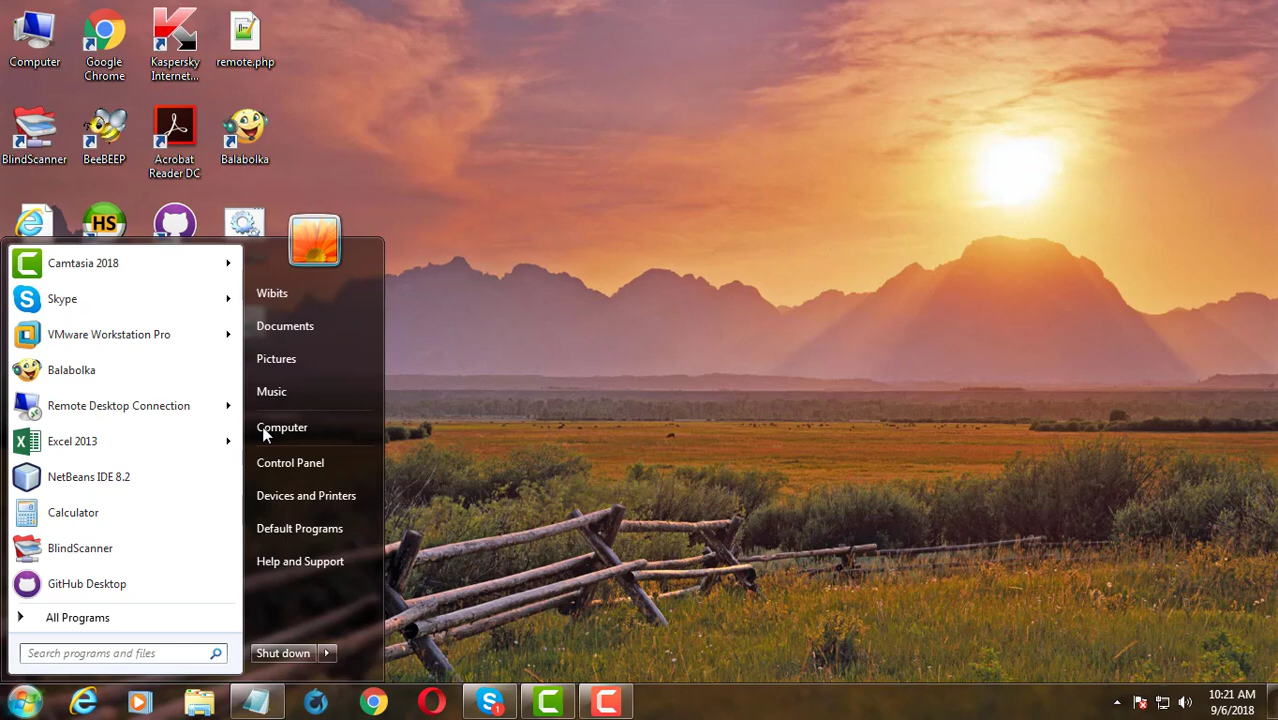 Computer
Google
Chrome
Kaspersky
Internet...
remote.php
BlindScanner
BeeBEEP
Acrobat
Reader DC
Balabolka
HS
Camtasia 2018
Skype
VMware Workstation Pro
Balabolka
Remote Desktop Connection
Excel 2013
NetBeans IDE 8.2
Calculator
BlindScanner
GitHub Desktop
All Programs
Search programs and files
Wibits
Documents
Pictures
Music
Computer
Control Panel
Devices and Printers
Default Programs
Help and Support
Shut down
1
10:21 AM
9/6/2018